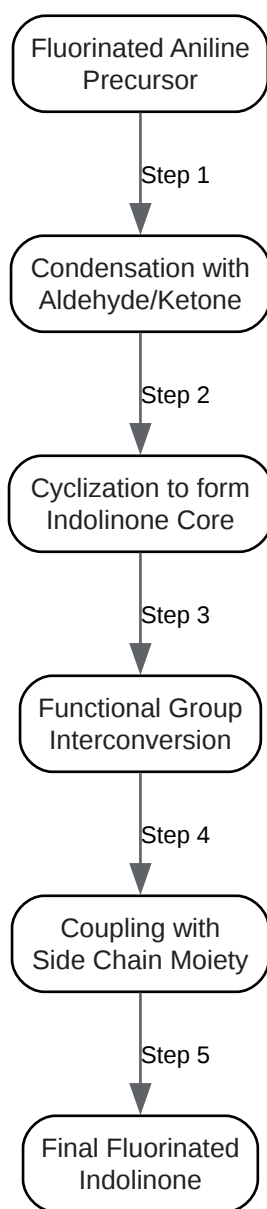 Fluorinated Aniline
Precursor
Step 1
Condensation with
Aldehyde/Ketone
Step 2
Cyclization to form
Indolinone Core
Step 3
Functional Group
Interconversion
Step 4
Coupling with
Side Chain Moiety
Step 5
Final Fluorinated
Indolinone